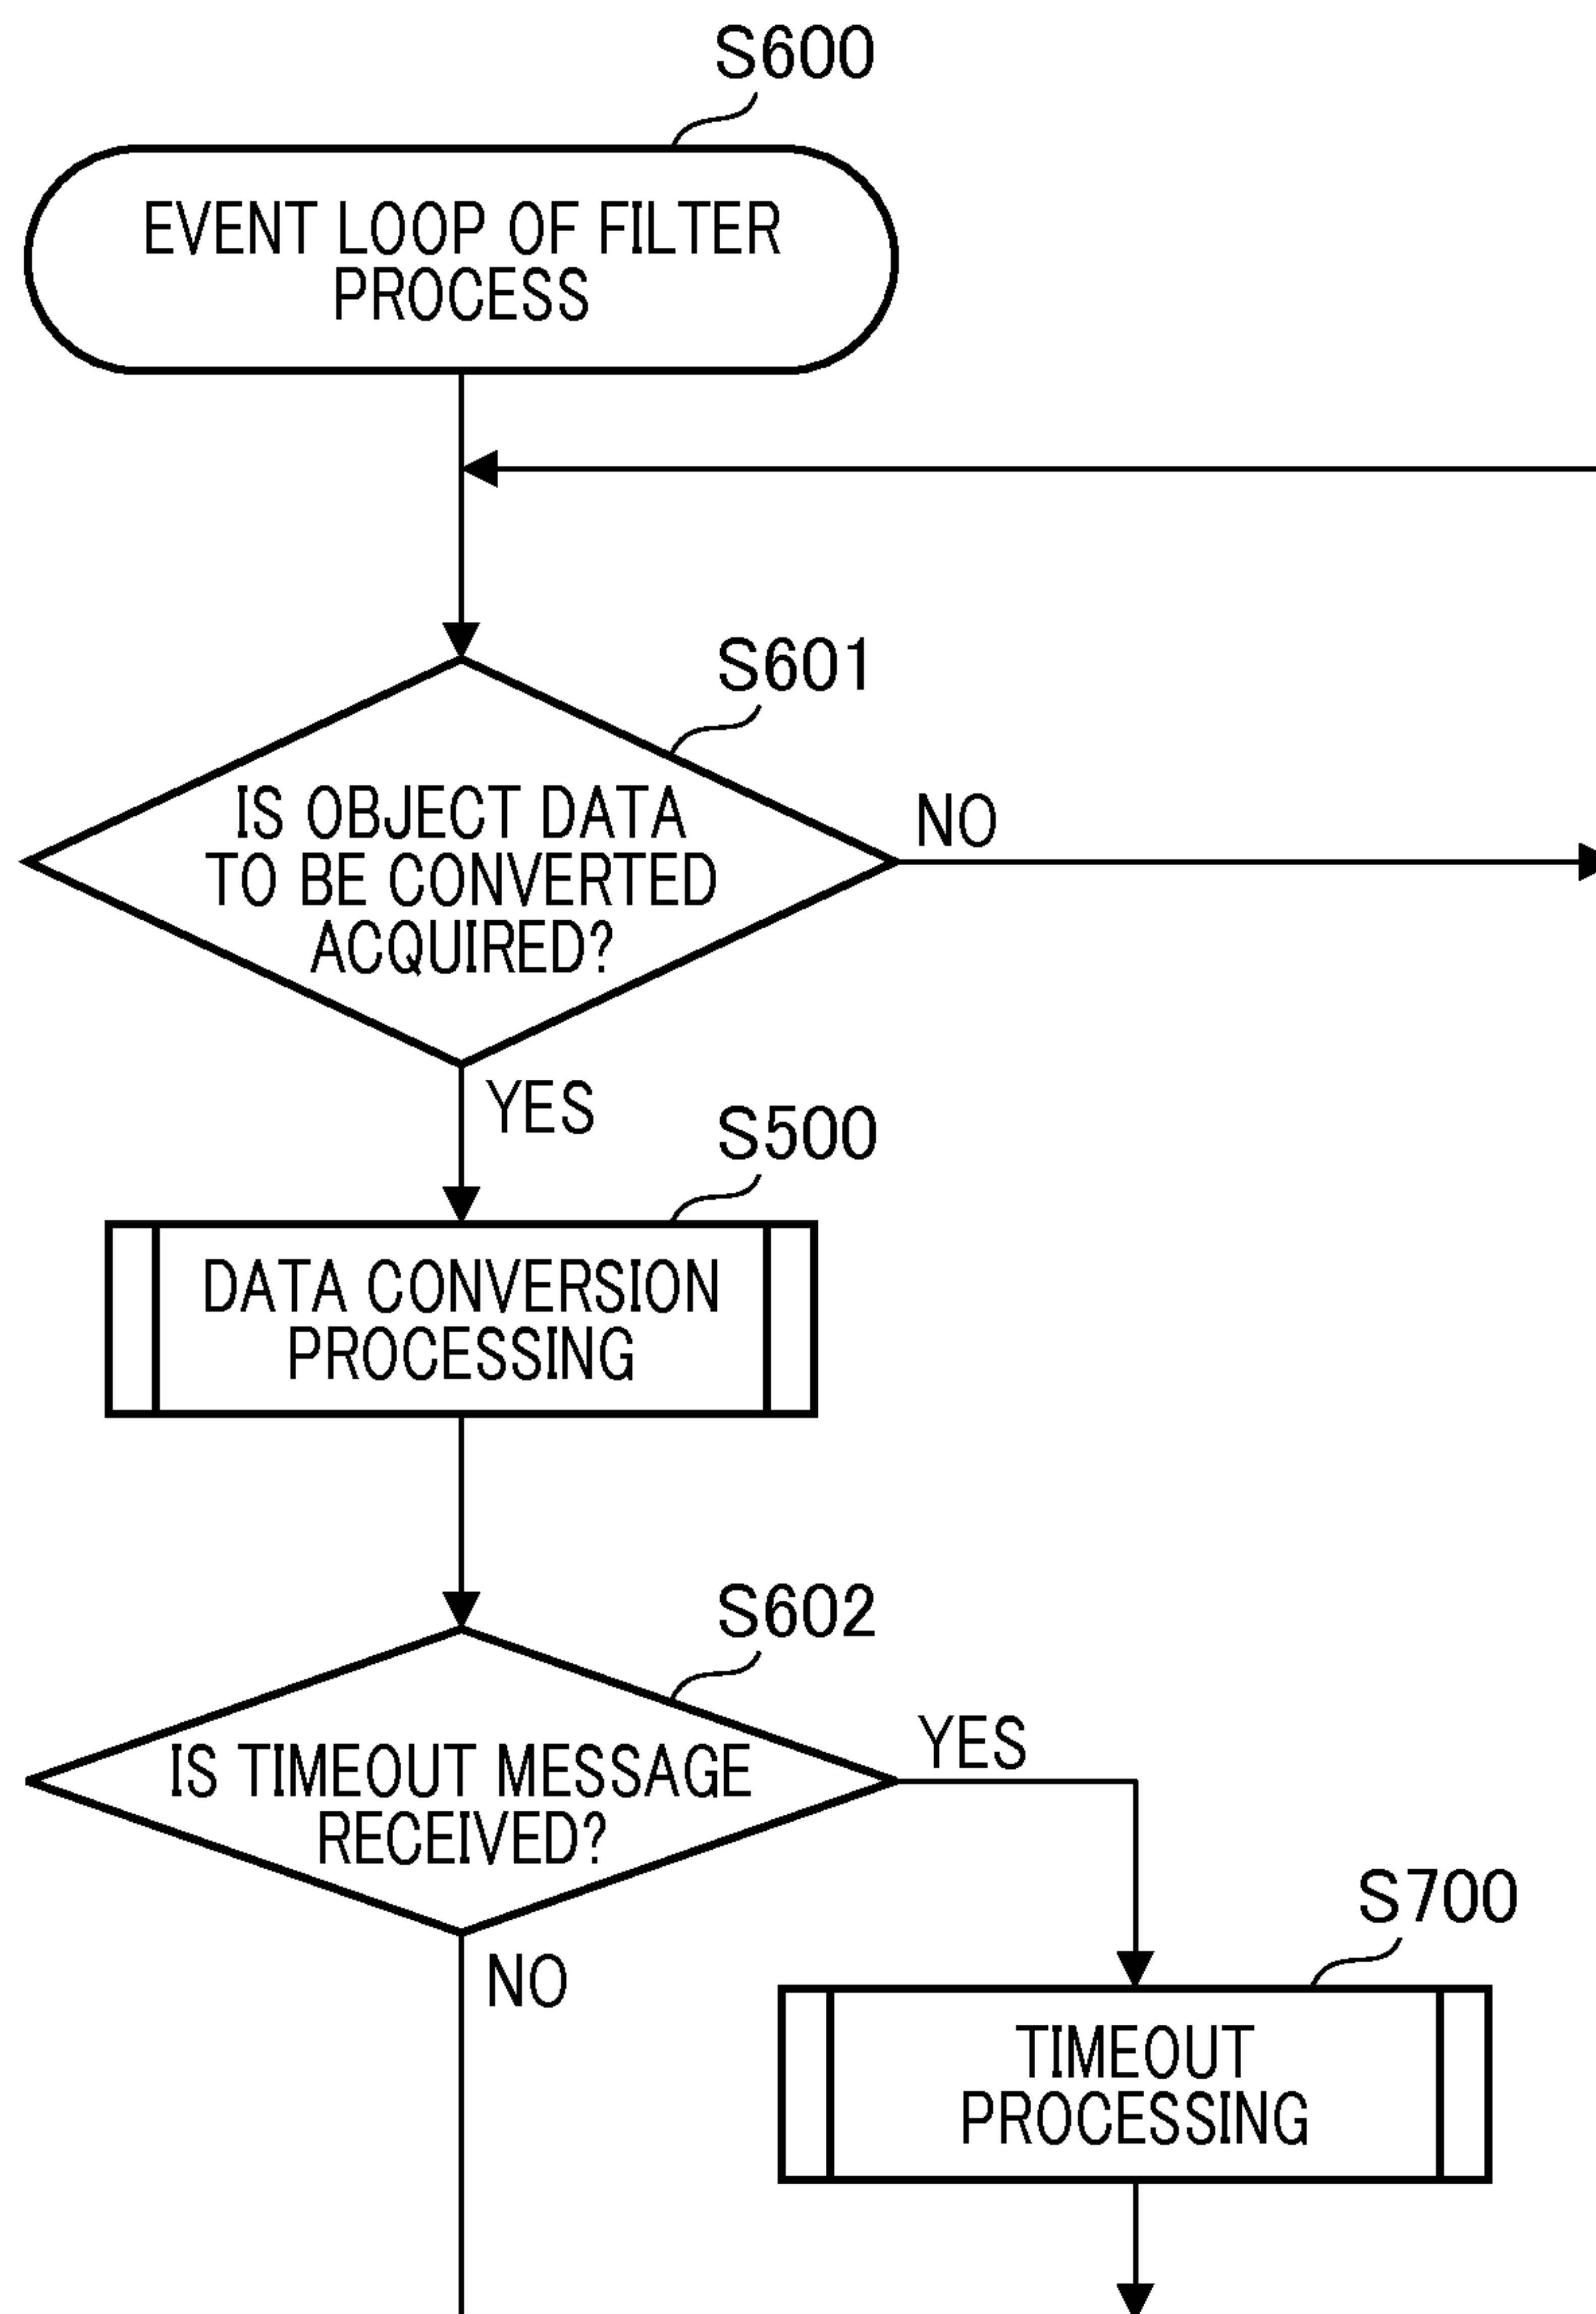 S600
EVENT LOOP OF FILTER
PROCESS
S601
IS OBJECT DATA
TO BE CONVERTED
ACQUIRED?
NO
YES
S500
DATA CONVERSION
PROCESSING
S602
IS TIMEOUT MESSAGE
RECEIVED?
YES
NO
S700
TIMEOUT
PROCESSING